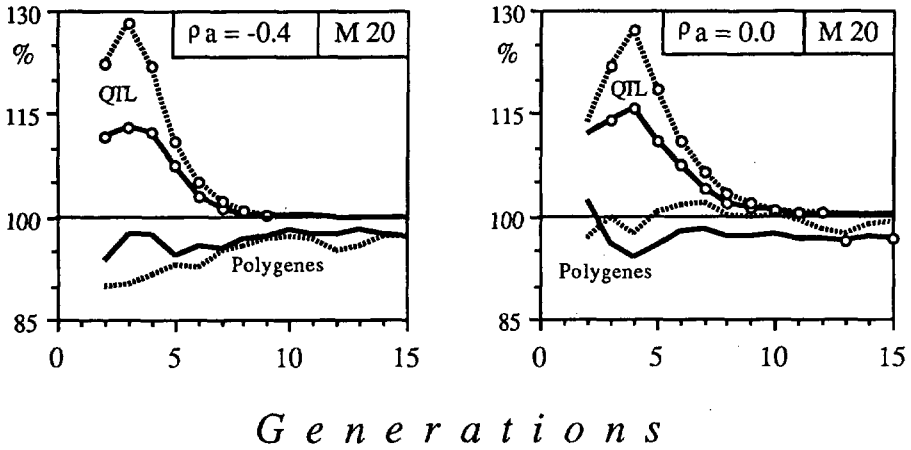 130
%
ρa = -0.4
M 20
QTL
115
100
Polygenes
85
0
5
10
15
130
%
ρa = 0.0
M 20
QTL
115
100
Polygenes
85
0
5
10
15
Generations